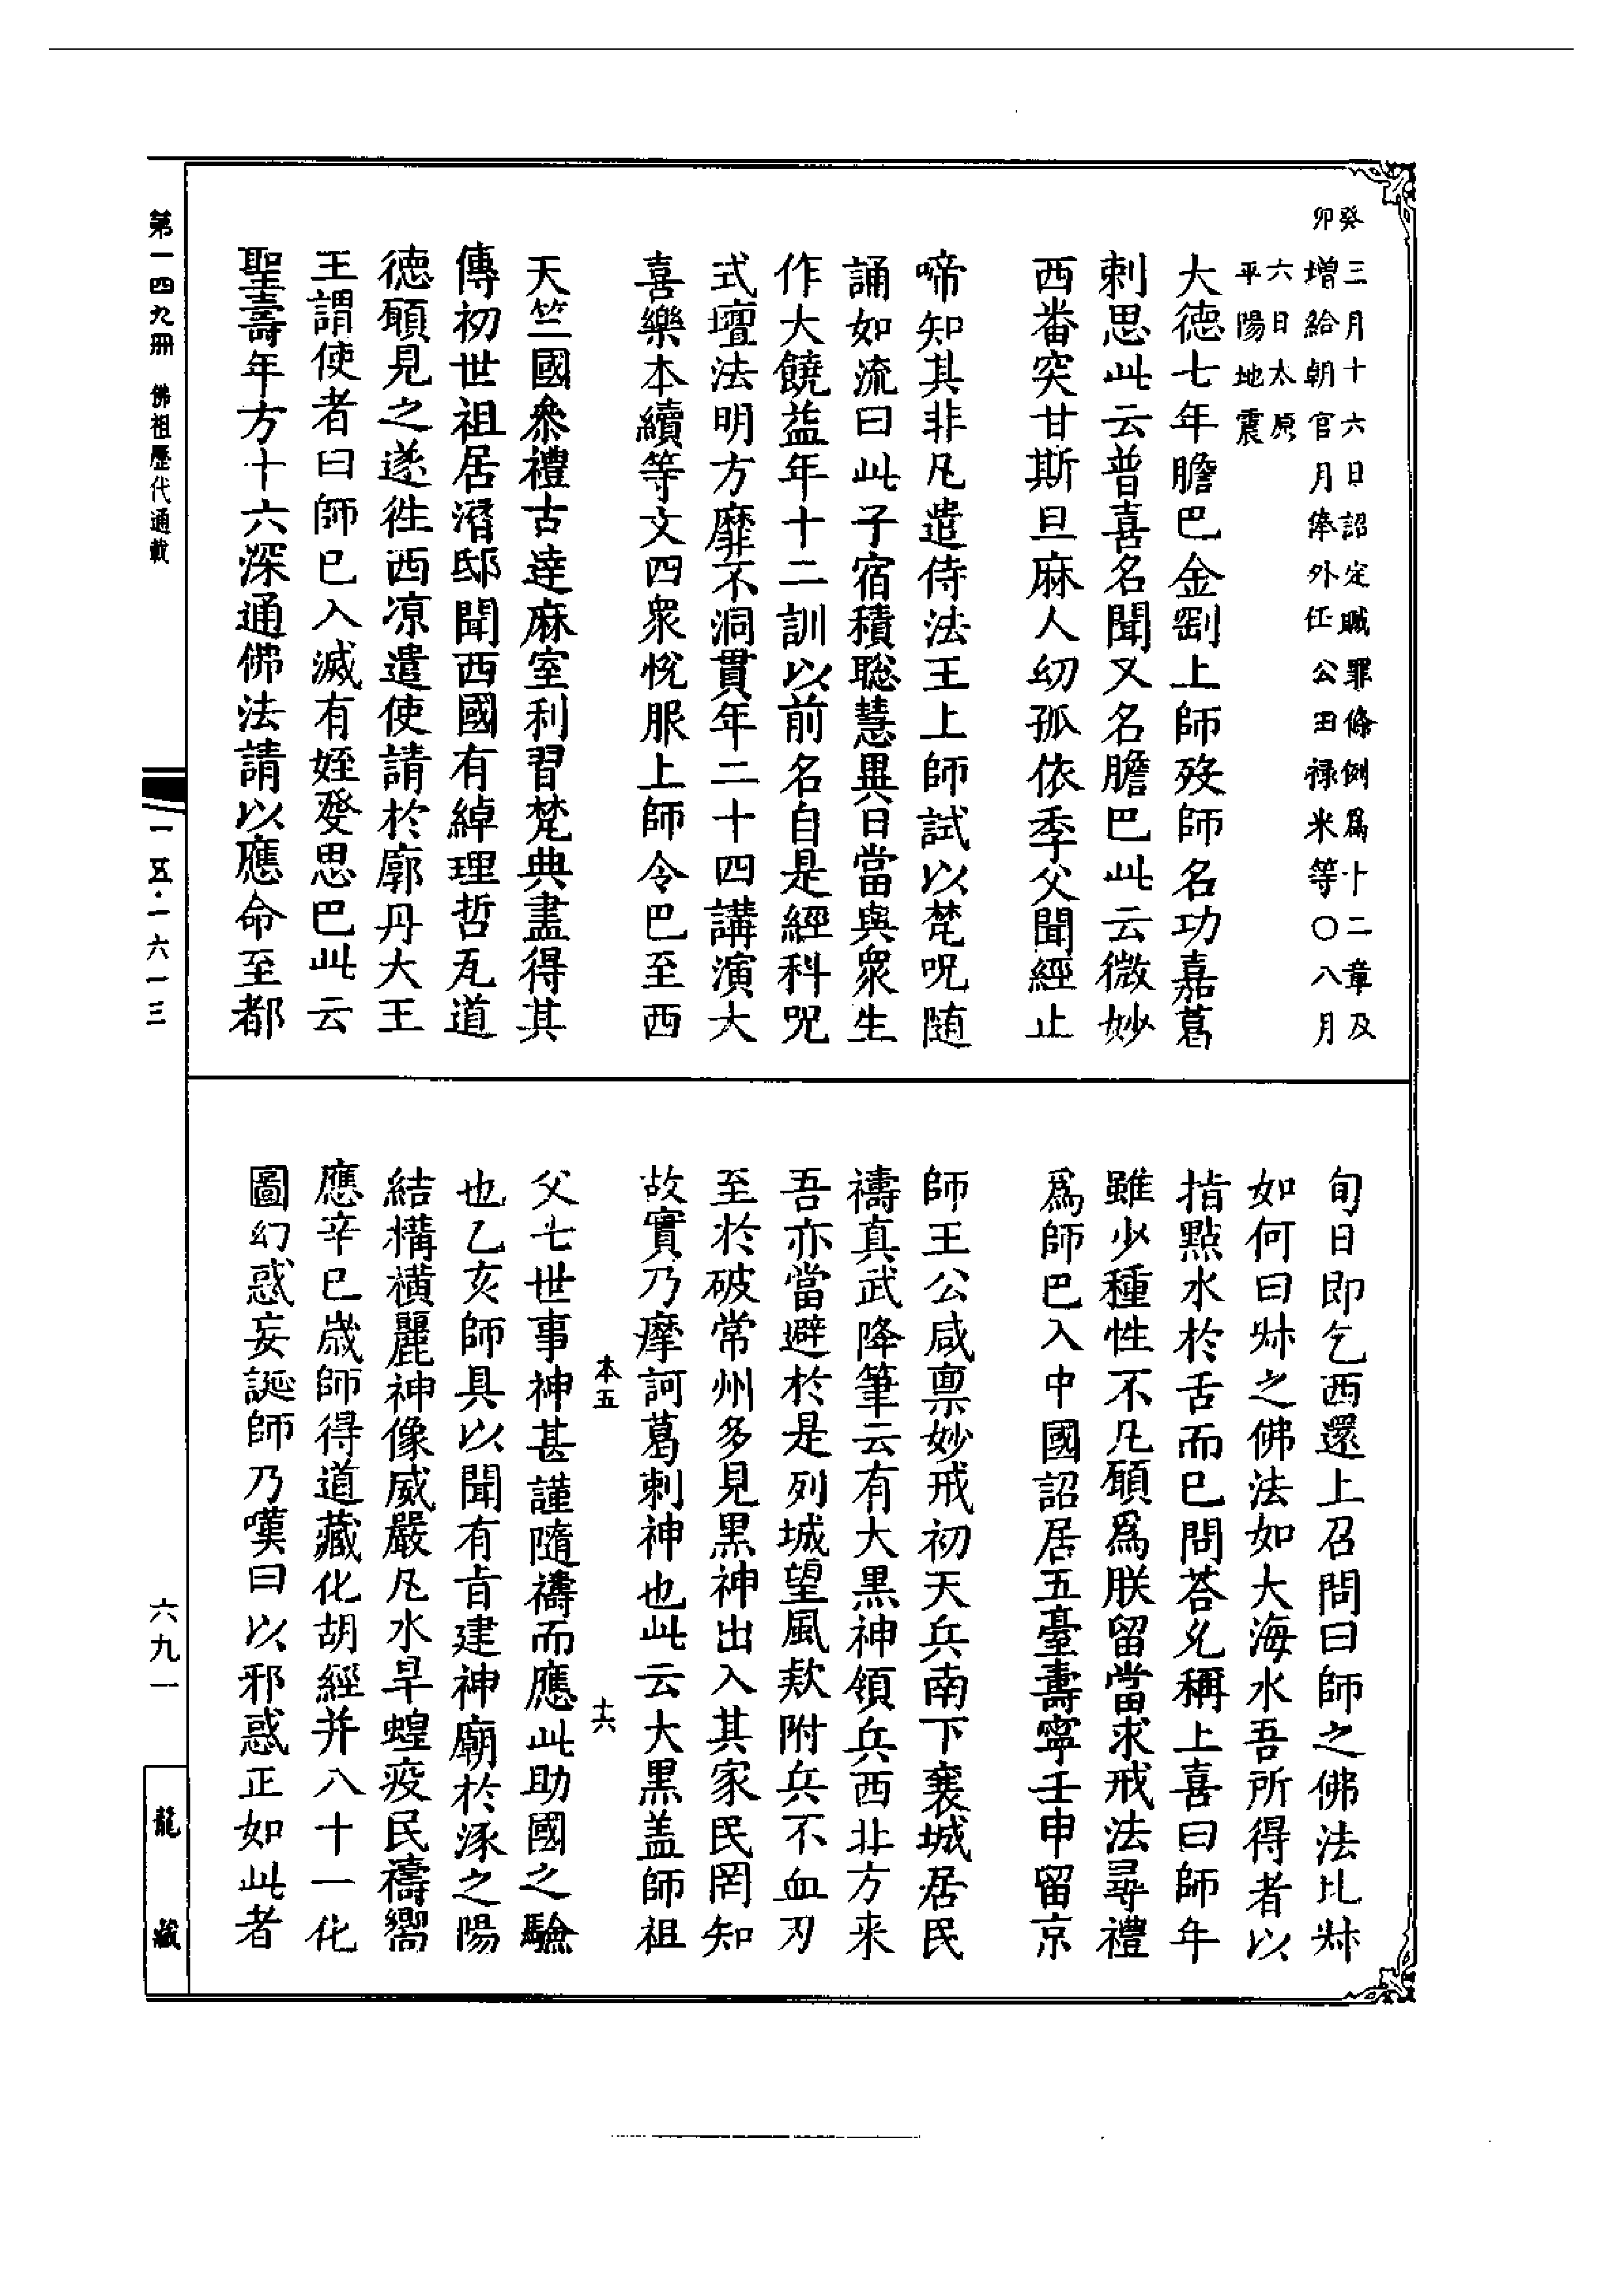 癸卯
三月十六日詔定贓罪條例爲十二章及
增給朝官月俸外任公田祿米等〇八月
六日太原
平陽地震
大德七年膽巴金剛上師歿師名功嘉葛
剌思此云普喜名聞又名膽巴此云微妙
西番突甘斯旦麻人幼孤依季父聞經止
啼知其非凡遣侍法王上師試以梵呪随
誦如流曰此子宿積聡慧異日當與衆生
作大饒益年十二訓以前名自是經科呪
式壇法明方靡不洞貫年二十四講演大
喜樂本續等文四衆悅服上師令巴至西
天竺國叅禮古達麻室利習梵典盡得其
傳初世祖居潛邸聞西國有綽理哲瓦道
德願見之遂徃西凉遣使請於廓丹大王
王謂使者曰師已入滅有姪發思巴此云
聖壽年方十六深通佛法請以應命至都
旬日即乞西還上召問曰師之佛法比叔
如何曰叔之佛法如大海水吾所得者以
指點水於舌而已問荅允稱上喜曰師年
雖少種性不凡願爲朕留當求戒法尋禮
爲師巴入中國詔居五臺壽寧壬申留京
師王公咸稟妙戒初天兵南下襄城居民
禱真武降筆云有大黑神領兵西北方来
吾亦當避於是列城望風欵附兵不血刃
至於破常州多見黑神出入其家民罔知
故實乃摩訶葛剌神也此云大黑盖師祖
本五 十六
父七世事神甚謹隨禱而應此助國之驗
也乙亥師具以聞有旨建神廟於涿之陽
結構橫麗神像威嚴凡水旱蝗疫民禱嚮
應辛巳歲師得道藏化胡經并八十一化
圖幻惑妄誕師乃嘆曰以邪惑正如此者
第一四九冊 佛祖歷代通載
一五·一六一三
六九一
龍藏